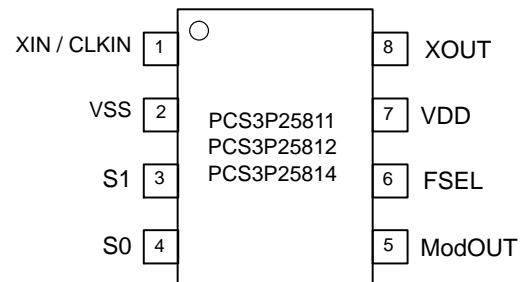 XIN / CLKIN 1
8 XOUT
VSS 2
7 VDD
PCS3P25811
PCS3P25812
PCS3P25814
S1 3
6 FSEL
S0 4
5 ModOUT